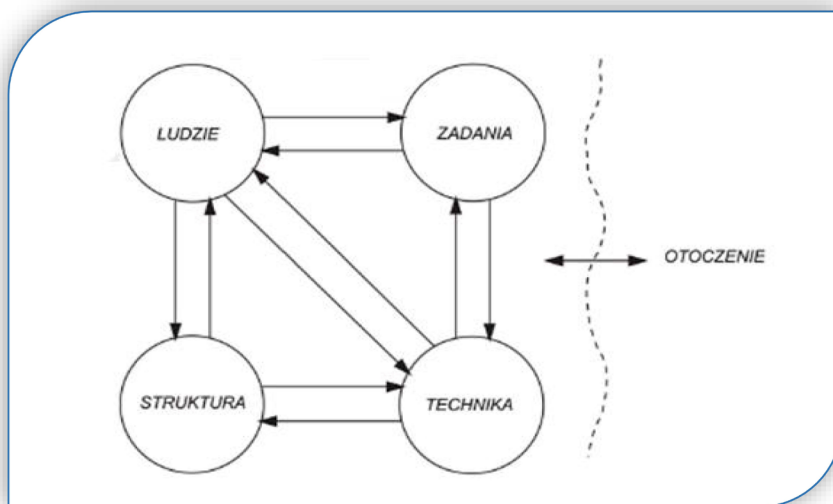 LUDZIE
ZADANIA
OTOCZENIE
STRUKTURA
TECHNIKA